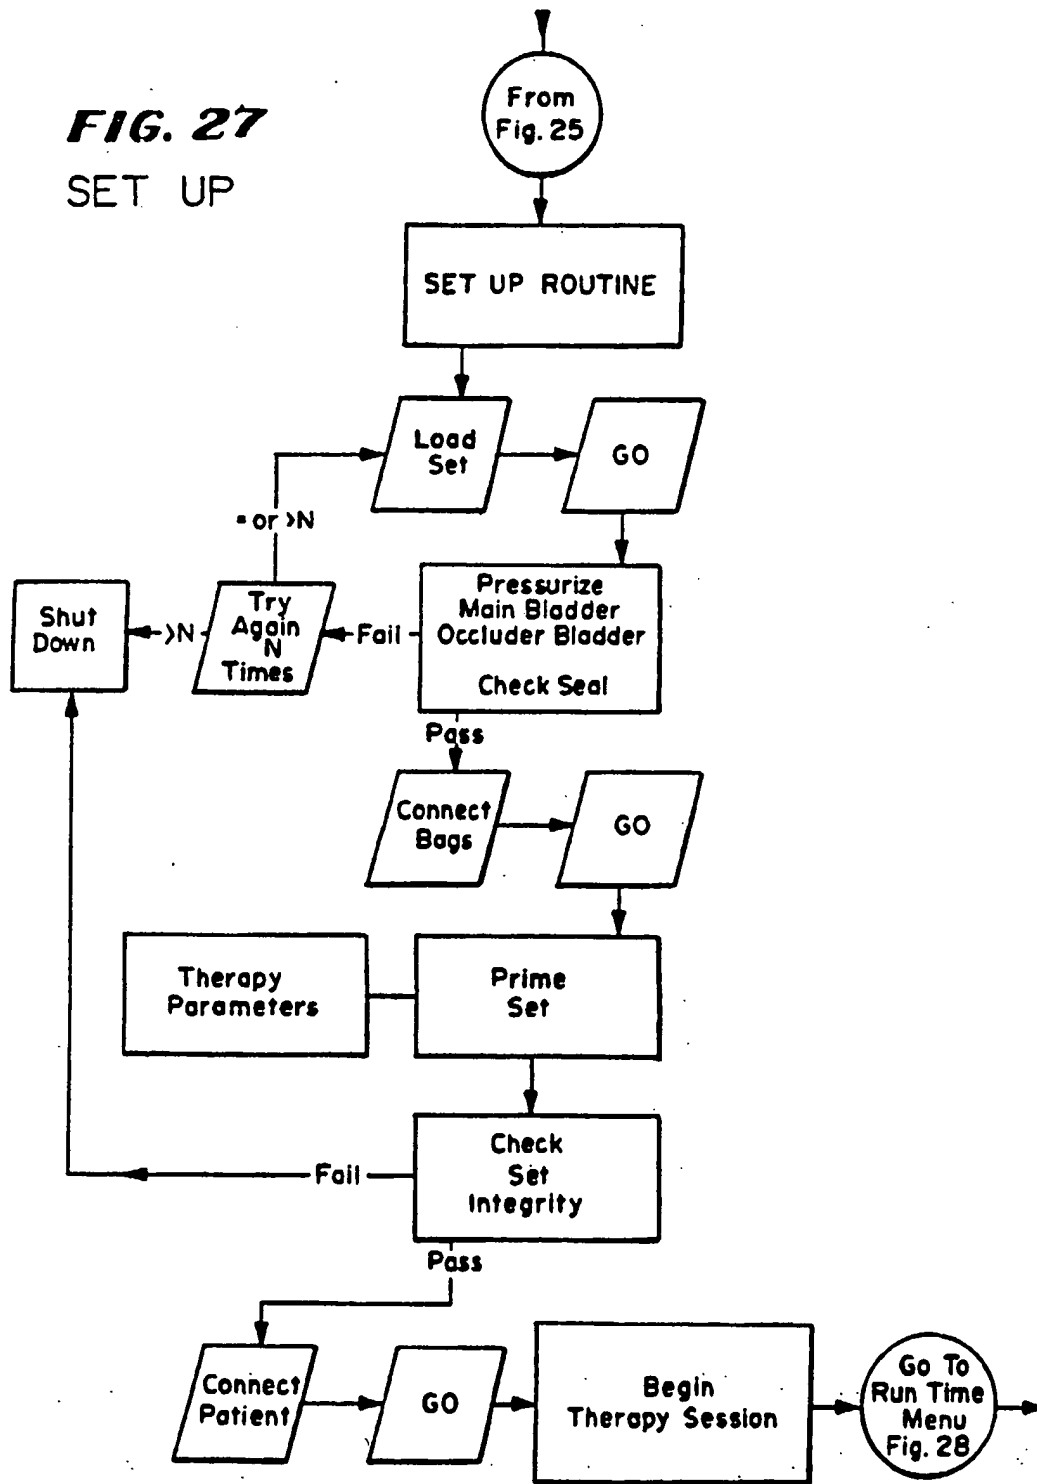 FIG. 27
SET UP
From
Fig. 25
SET UP ROUTINE
Load
Set
GO
= or >N
Shut
Down
>N
Try
Again
N
Times
Fail
Pressurize
Main Bladder
Occluder Bladder
Check Seal
Pass
Connect
Bags
GO
Therapy
Parameters
Prime
Set
Check
Set
Integrity
Fail
Pass
Connect
Patient
GO
Begin
Therapy Session
Go To
Run Time
Menu
Fig. 28